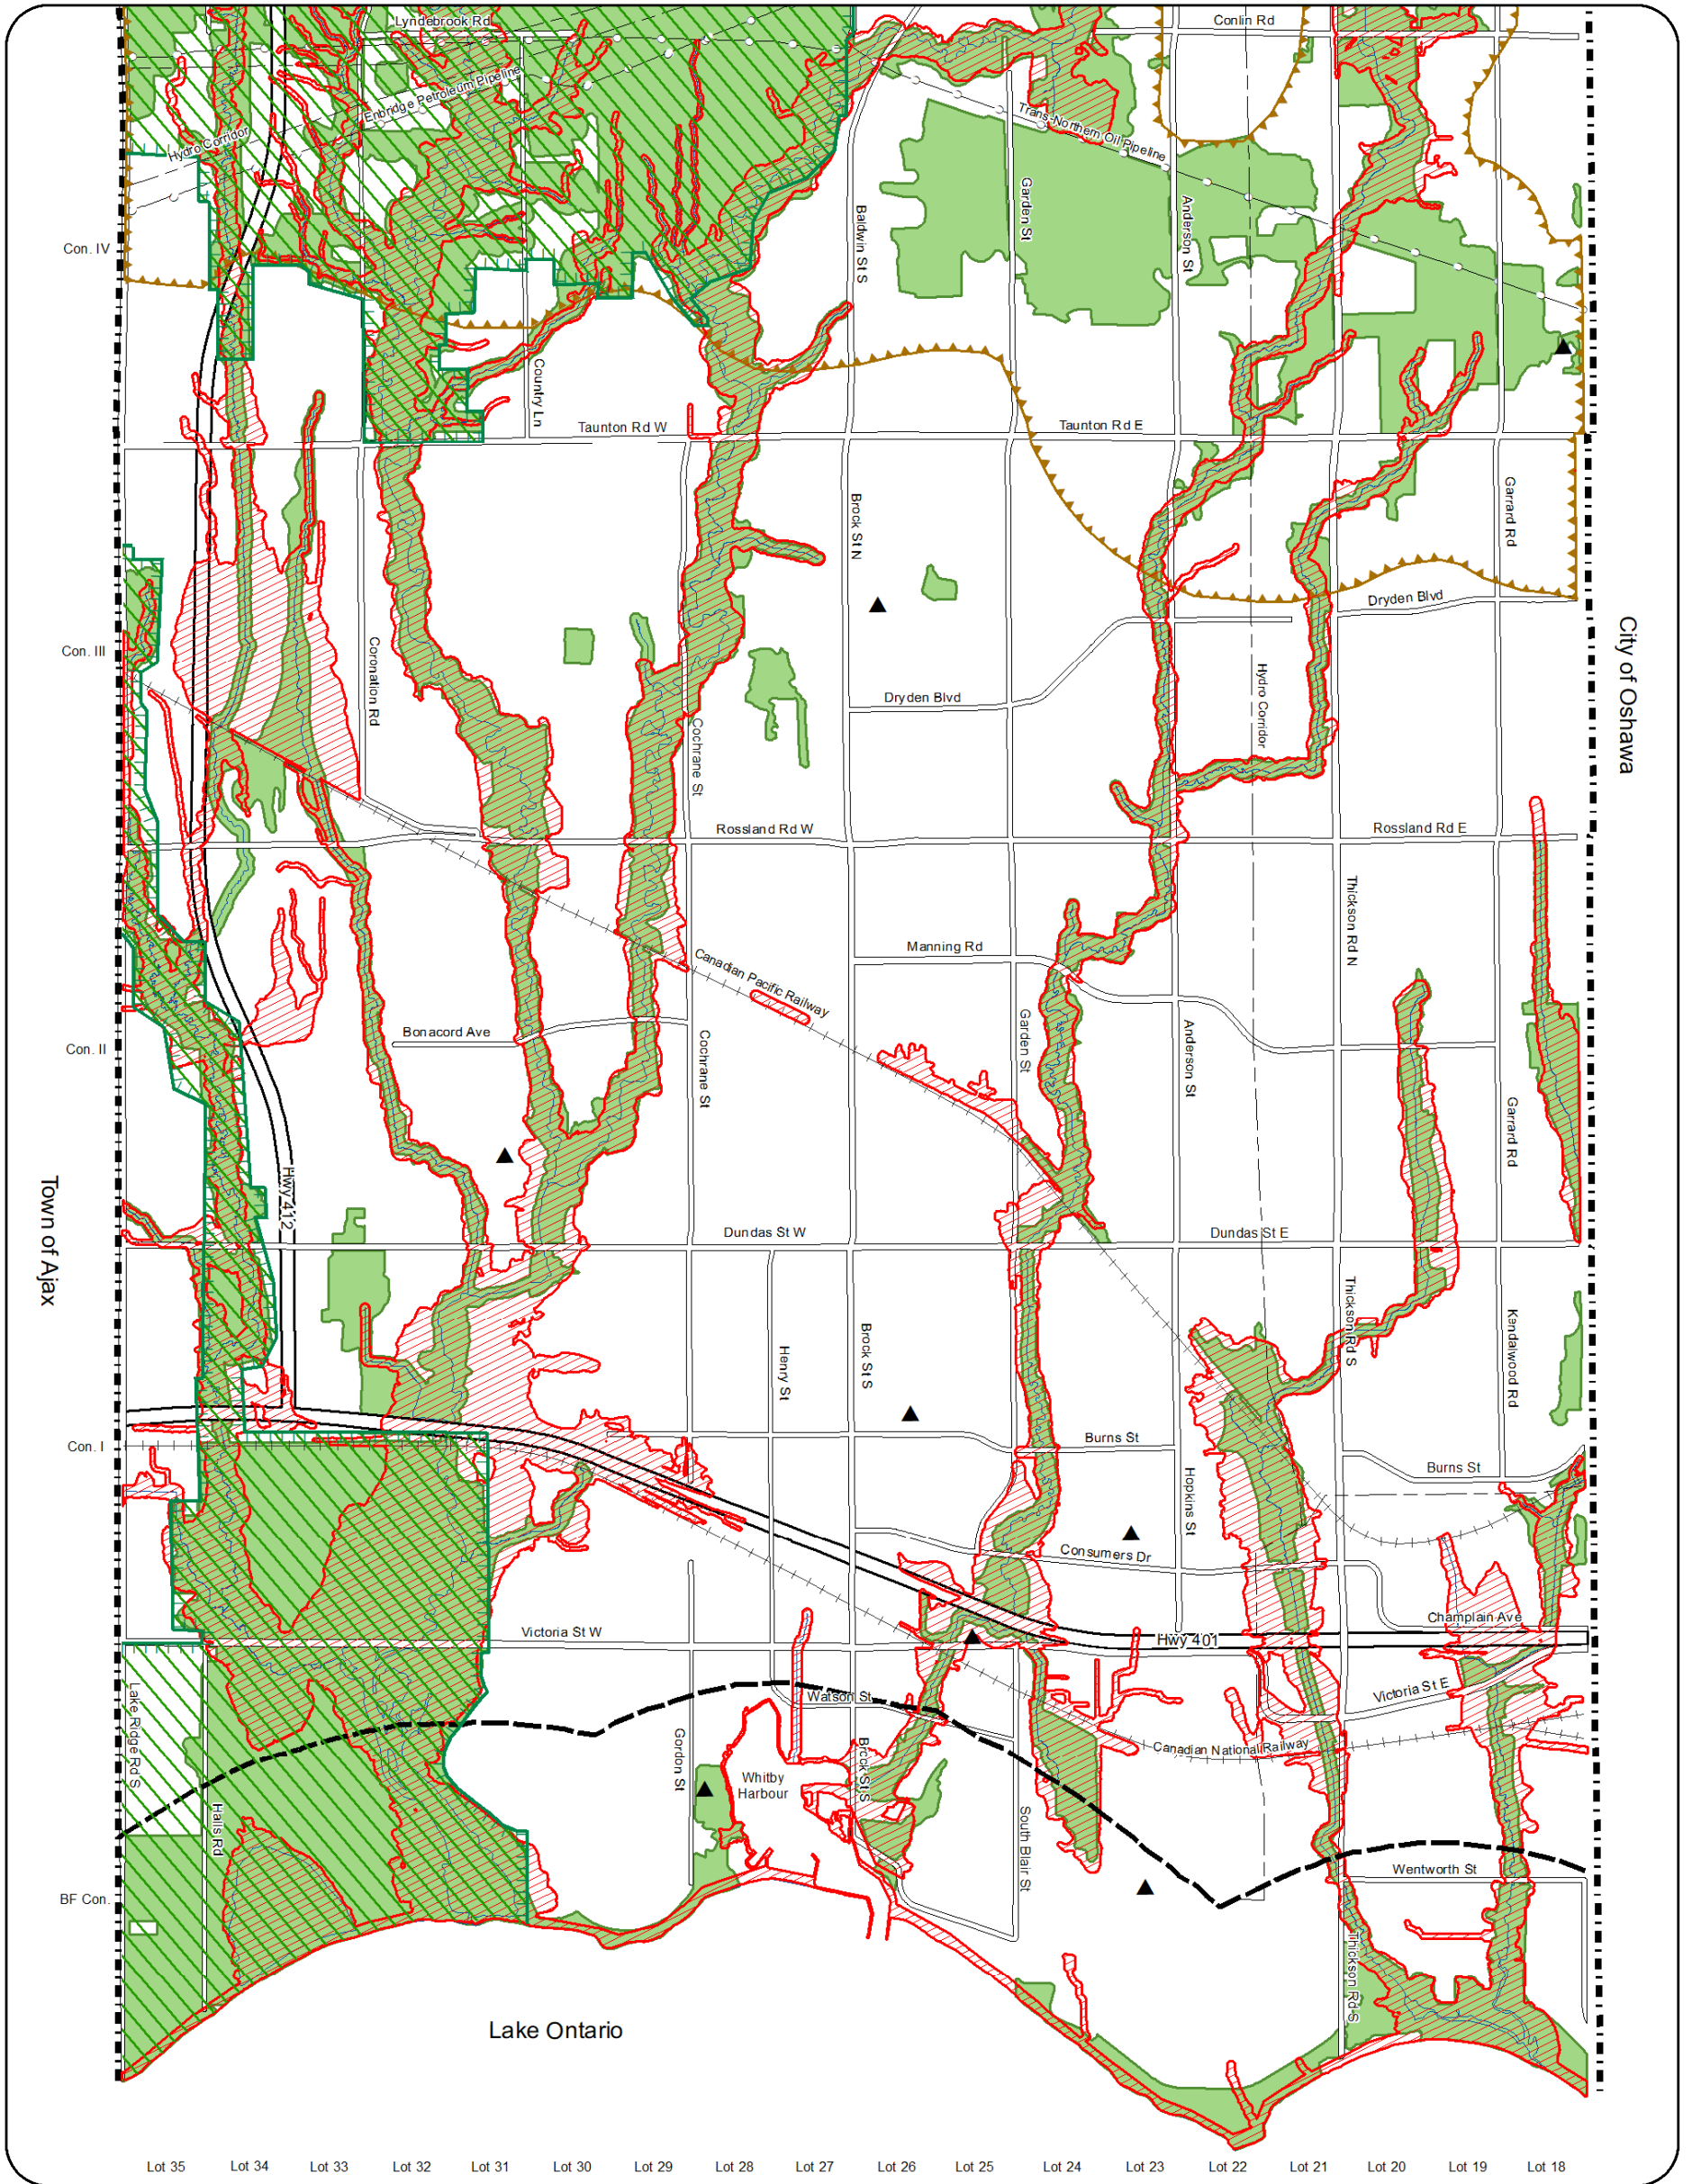 Lyndebrook Rd
Conlin Rd
Enbridge Petroleum Pipeline
Hydro Corridor
Trans-Northern Oil Pipeline
Con. IV
Baldwin St S
Garden St
Anderson St
Country Ln
Taunton Rd W
Taunton Rd E
Brock St N
Garrard Rd
Dryden Blvd
City of Oshawa
Con. III
Coronation Rd
Dryden Blvd
Hydro Corridor
Cochrane St
Rossland Rd W
Rossland Rd E
Thickson Rd N
Manning Rd
Canadian Pacific Railway
Bonacord Ave
Con. II
Cochrane St
Garden St
Anderson St
Garrard Rd
Hwy 412
Town of Ajax
Dundas St W
Dundas St E
Thickson Rd S
Henry St
Brock St S
Kendalwood Rd
Con. I
Burns St
Burns St
Hopkins St
Consumers Dr
Champlain Ave
Victoria St W
Hwy 401
Lake Ridge Rd S
Watson St
Victoria St E
Gordon St
Canadian National Railway
Whitby
Harbour
Brock St S
Halls Rd
South Blair St
Wentworth St
BF Con.
Thickson Rd S
Lake Ontario
Lot 35 Lot 34 Lot 33 Lot 32 Lot 31 Lot 30 Lot 29 Lot 28 Lot 27 Lot 26 Lot 25 Lot 24 Lot 23 Lot 22 Lot 21 Lot 20 Lot 19 Lot 18